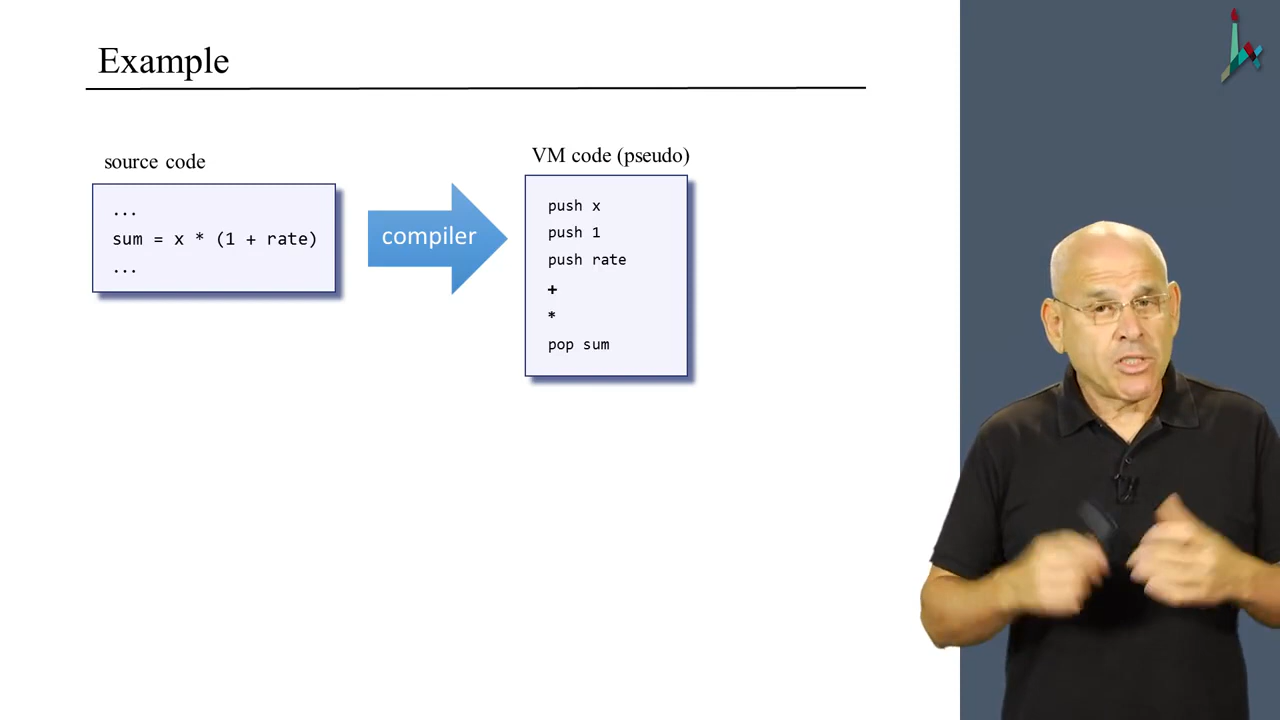 Example
source code
...
sum = x * (1 + rate)
...
compiler
VM code (pseudo)
push x
push 1
push rate
+
*
pop sum